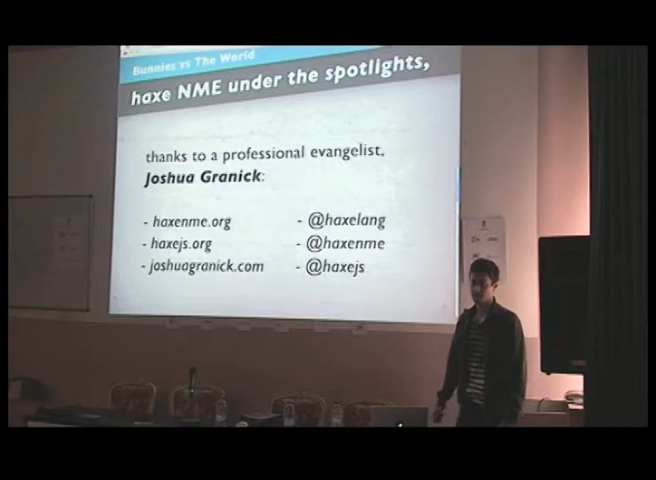 Bunnies vs The World
haxe NME under the spotlights,
thanks to a professional evangelist,
Joshua Granick:
- haxenme.org
- haxejs.org
- joshuagranick.com
- @haxelang
- @haxenme
- @haxejs